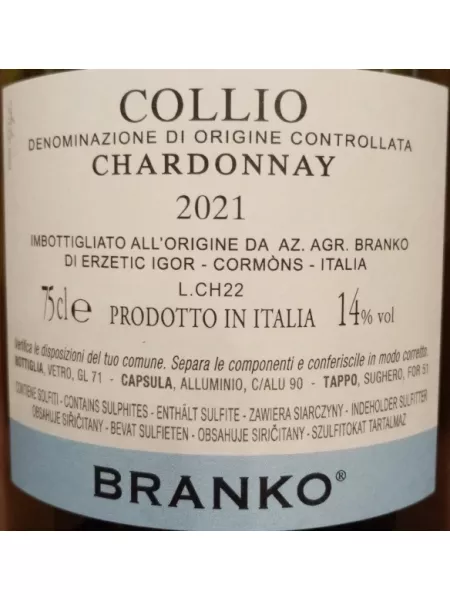 COLLIO
DENOMINAZIONE DI ORIGINE CONTROLLATA
CHARDONNAY
2021
IMBOTTIGLIATO ALL'ORIGINE DA AZ. AGR. BRANKO
DI ERZETIC IGOR - CORMÒNS - ITALIA
L.CH22
75cl e PRODOTTO IN ITALIA 14% vol
Verifica le disposizioni del tuo comune. Separa le componenti e conferiscile in modo corretto.
BOTTIGLIA, VETRO, GL 71 - CAPSULA, ALLUMINIO, C/ALU 90 - TAPPO, SUGHERO, FOR 51
CONTIENE SOLFITI - CONTAINS SULPHITES - ENTHÄLT SULFITE - ZAWIERA SIARCZYNY - INDEHOLDER SULFITTER
OBSAHUJE SIŘIČITANY - BEVAT SULFIETEN - OBSAHUJE SIRIČITANY - SZULFITOKAT TARTALMAZ
BRANKO®